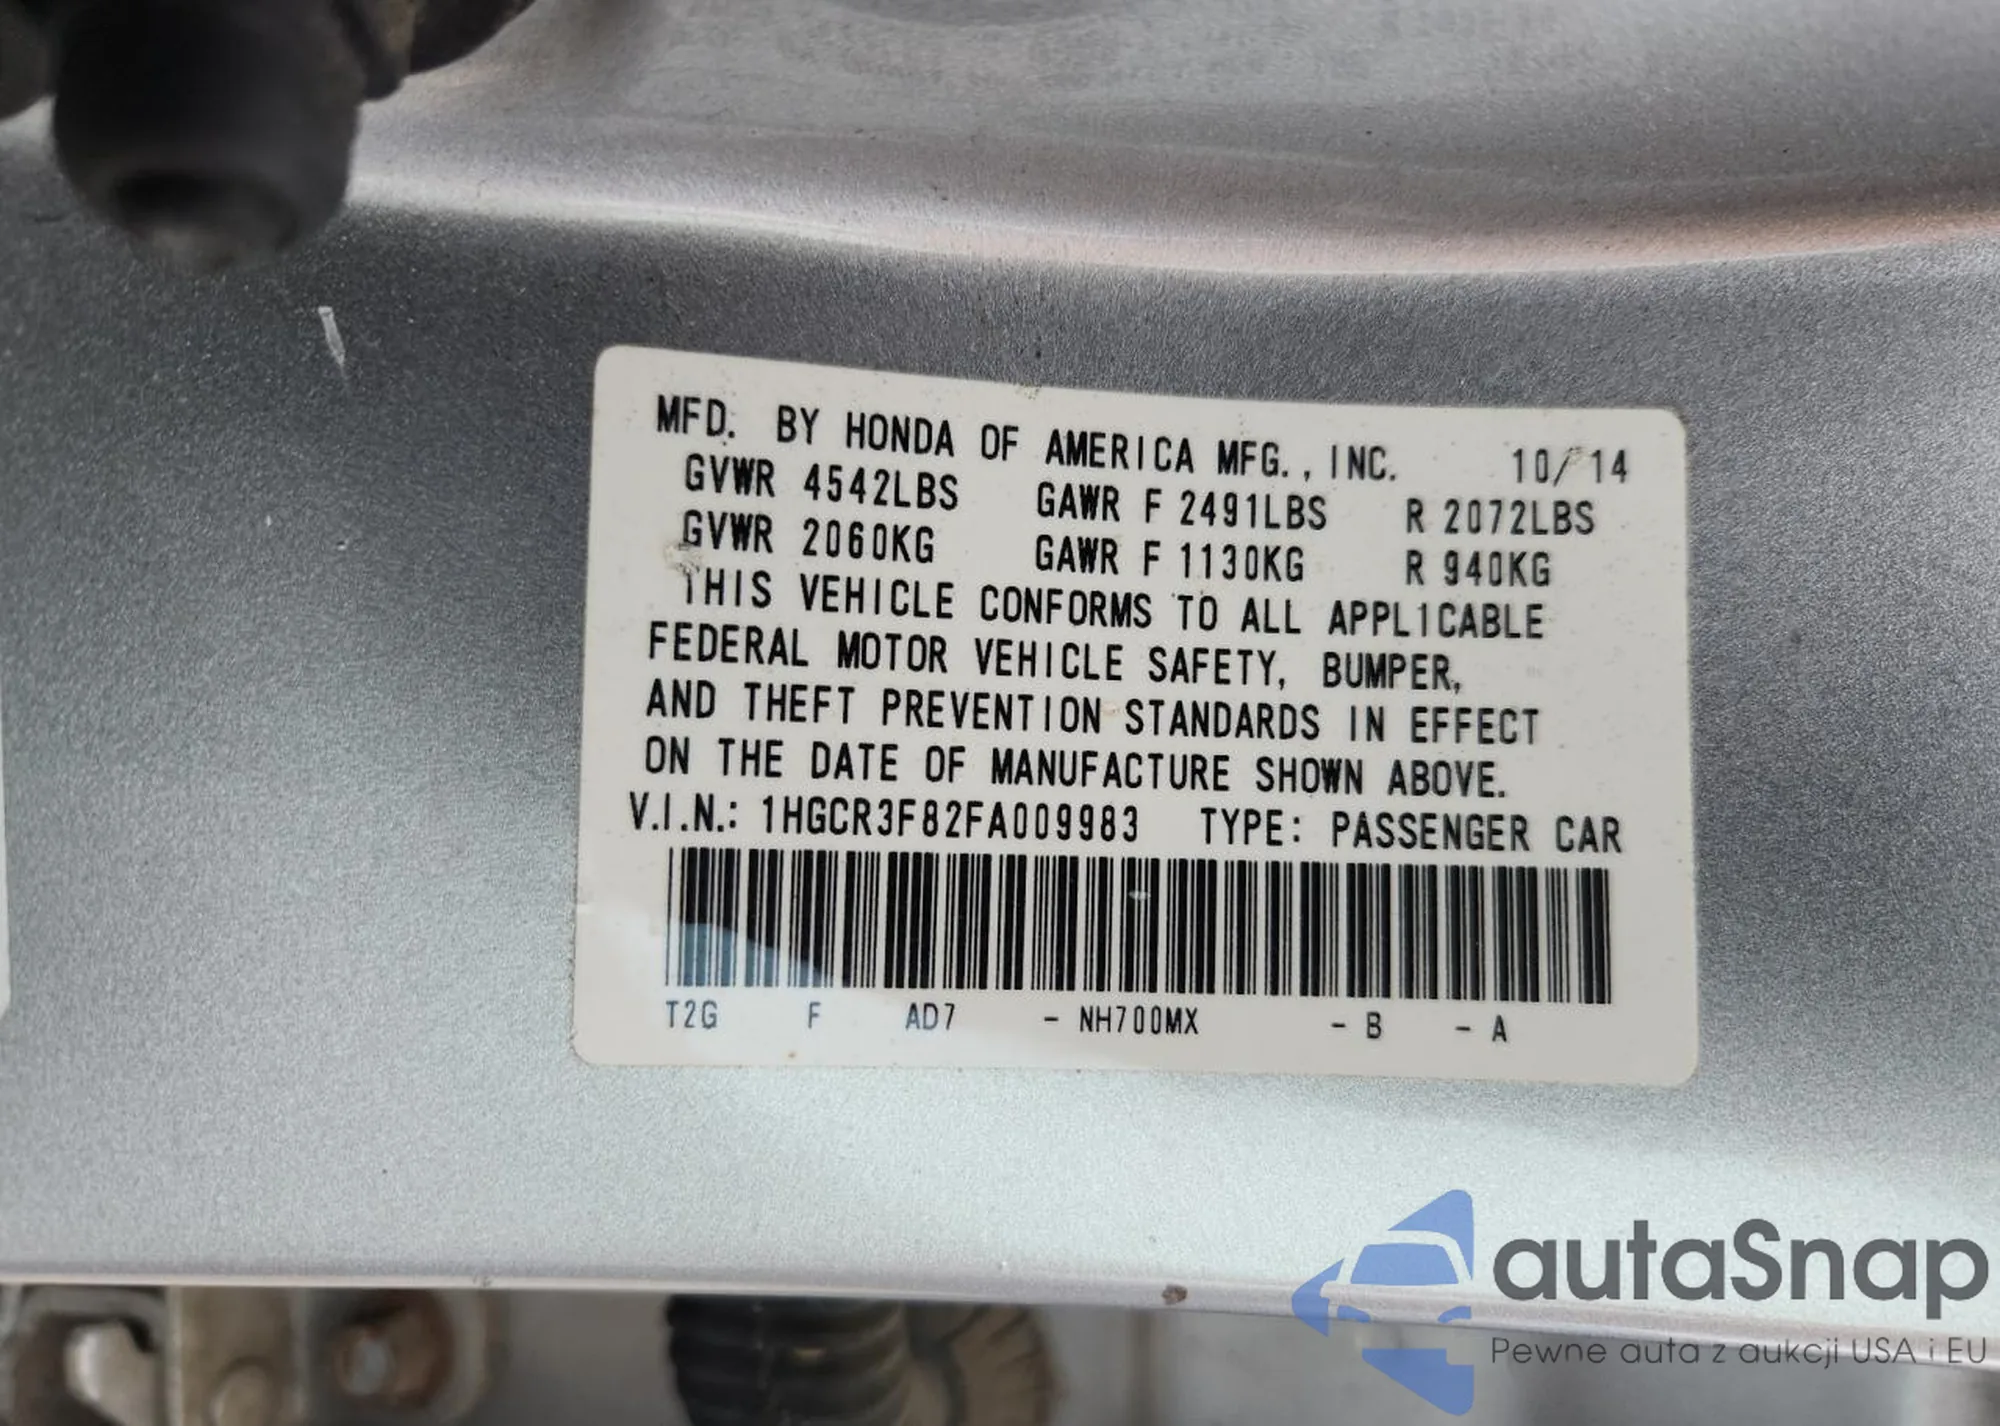 MFD. BY HONDA OF AMERICA MFG., INC. 10/14
GVWR 4542LBS GAWR F 2491LBS R 2072LBS
GVWR 2060KG GAWR F 1130KG R 940KG
THIS VEHICLE CONFORMS TO ALL APPL1CABLE
FEDERAL MOTOR VEHICLE SAFETY, BUMPER,
AND THEFT PREVENTION STANDARDS IN EFFECT
ON THE DATE OF MANUFACTURE SHOWN ABOVE.
V.I.N.: 1HGCR3F82FA009983 TYPE: PASSENGER CAR
T2G F AD7 - NH700MX - B - A
autaSnap
Pewne auta z aukcji USA i EU